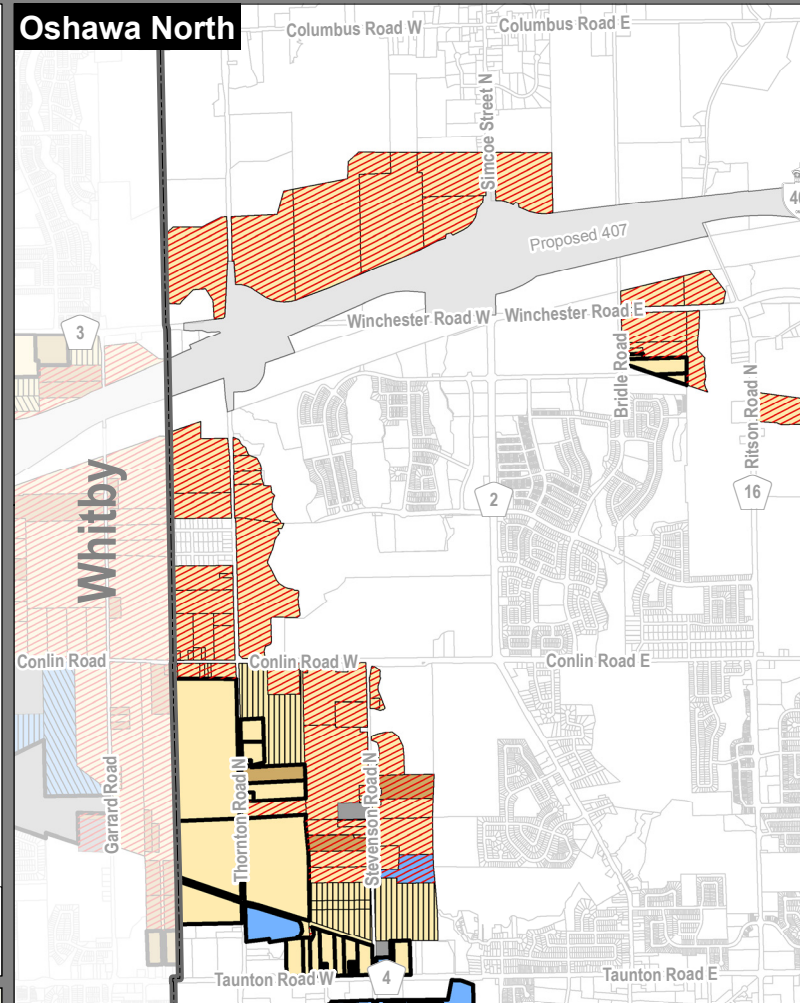 Oshawa North
Columbus Road W
Columbus Road E
Simcoe Street N
Proposed 407
3
Winchester Road W
Winchester Road E
Bridle Road
Ritson Road N
Whitby
2
16
Conlin Road
Conlin Road W
Conlin Road E
Garrard Road
Thornton Road N
Stevenson Road N
Taunton Road W
4
Taunton Road E